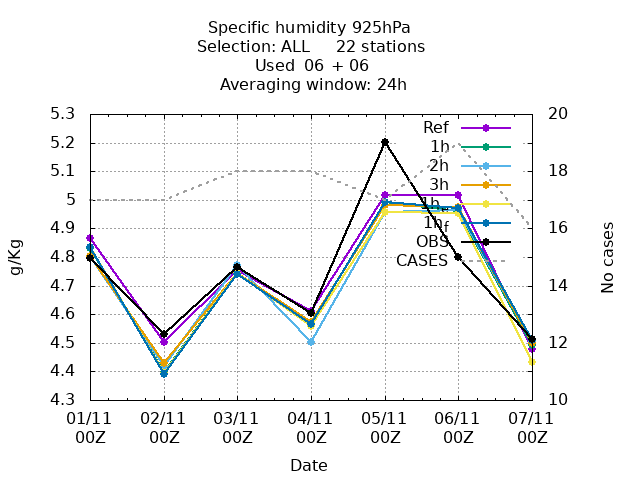 Specific humidity 925hPa
Selection: ALL 22 stations
Used 06 + 06
Averaging window: 24h
5.3
5.2
5.1
5
4.9
4.8
4.7
4.6
4.5
4.4
4.3
g/Kg
20
18
16
14
12
10
No cases
Ref
1h
2h
3h
1h
1hf
OBS
CASES
01/11 02/11 03/11 04/11 05/11 06/11 07/11
00Z 00Z 00Z 00Z 00Z 00Z 00Z
Date